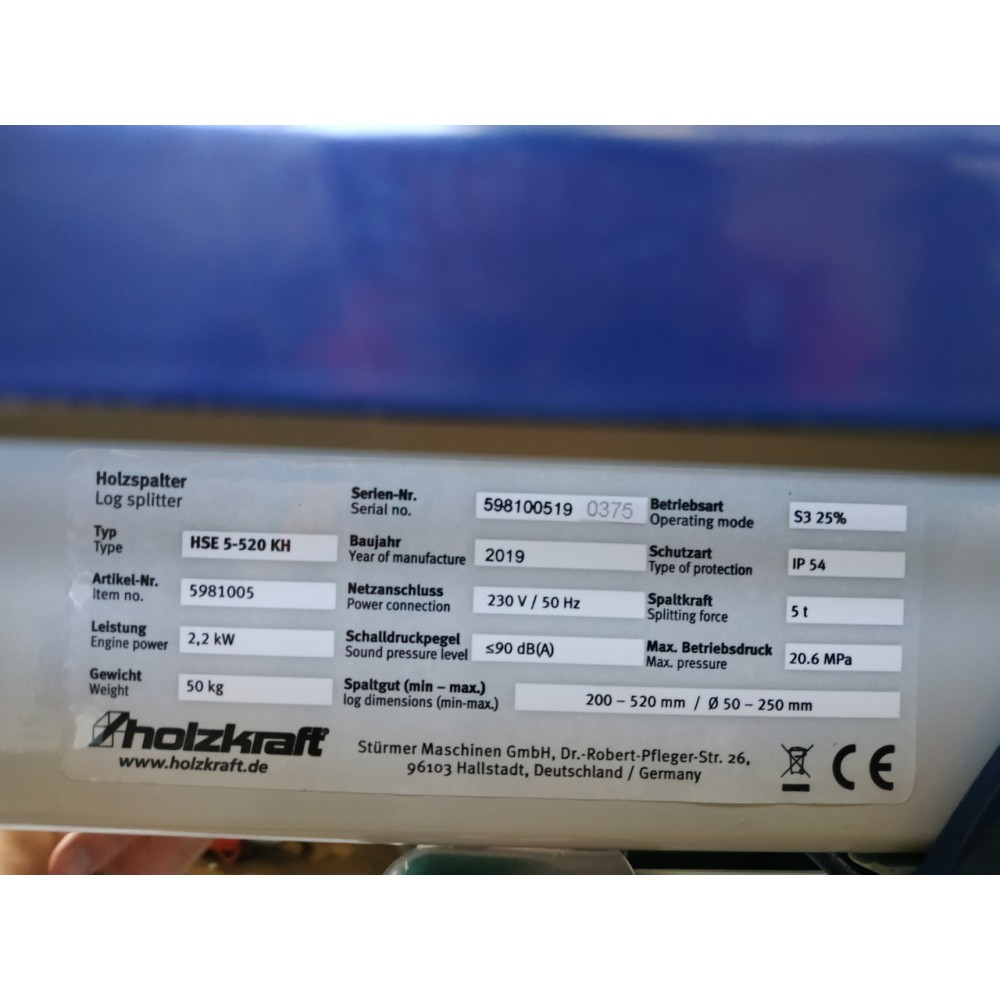 Holzspalter
Log splitter
Typ
Type
HSE 5-520 KH
Artikel-Nr.
Item no.
5981005
Leistung
Engine power
2,2 kW
Gewicht
Weight
50 kg
Serien-Nr.
Serial no.
598100519 0375
Baujahr
Year of manufacture
2019
Netzanschluss
Power connection
230 V / 50 Hz
Schalldruckpegel
Sound pressure level
≤90 dB(A)
Spaltgut (min – max.)
log dimensions (min-max.)
200 – 520 mm / Ø 50 – 250 mm
Betriebsart
Operating mode
S3 25%
Schutzart
Type of protection
IP 54
Spaltkraft
Splitting force
5 t
Max. Betriebsdruck
Max. pressure
20.6 MPa
holzkraft®
www.holzkraft.de
Stürmer Maschinen GmbH, Dr.-Robert-Pfleger-Str. 26,
96103 Hallstadt, Deutschland / Germany
CE